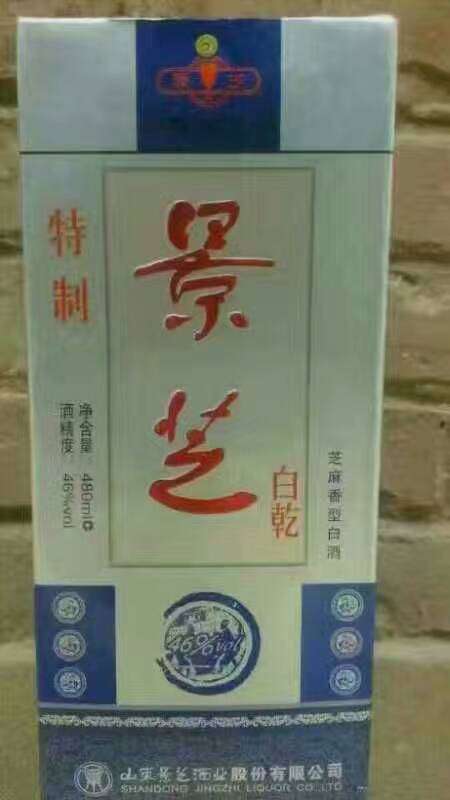 景芝
特制
景芝
白乾
净含量：480ml
酒精度：46%vol
芝麻香型白酒
46%vol
山东景芝酒业股份有限公司
SHANDONG JINGZHI LIQUOR CO.,LTD